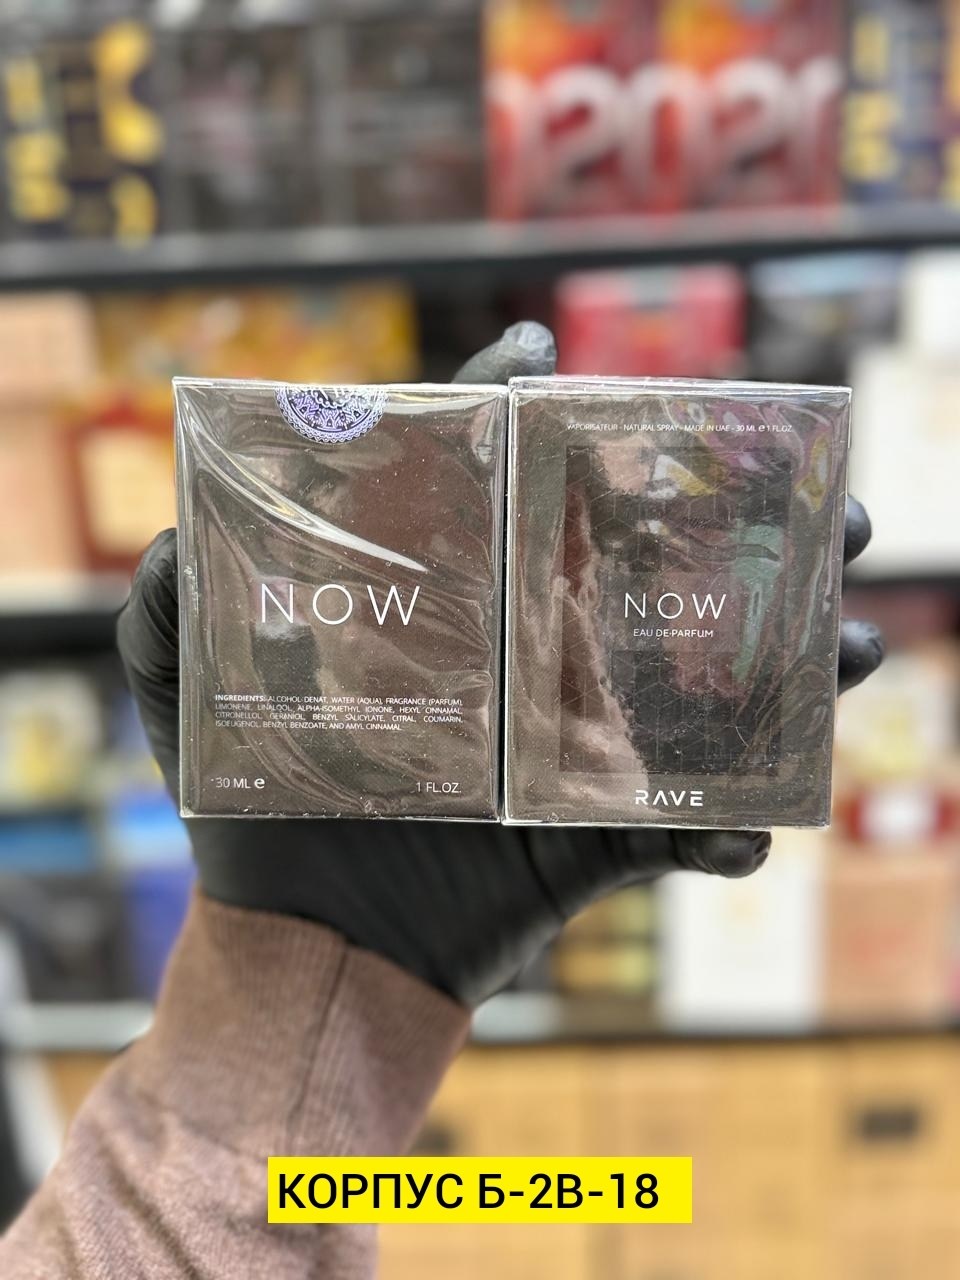 2020
VAPORISATEUR - NATURAL SPRAY - MADE IN UAE - 30 ML e 1 FL.OZ.
NOW
NOW
EAU DE PARFUM
INGREDIENTS: ALCOHOL DENAT, WATER (AQUA), FRAGRANCE (PARFUM),
LIMONENE, LINALOOL, ALPHA-ISOMETHYL IONONE, HEXYL CINNAMAL,
CITRONELLOL, GERANIOL, BENZYL SALICYLATE, CITRAL, COUMARIN,
ISOEUGENOL, BENZYL BENZOATE, AND AMYL CINNAMAL
30 ML e 1 FL.OZ.
RAVE
КОРПУС Б-2В-18